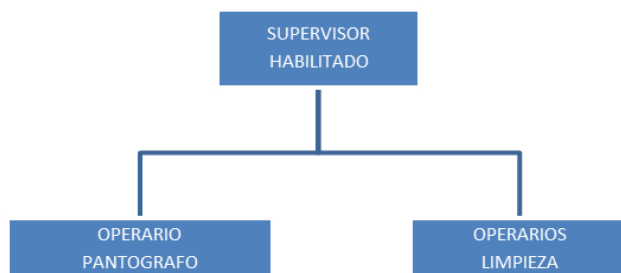 SUPERVISOR
HABILITADO
OPERARIO
PANTOGRAFO
OPERARIOS
LIMPIEZA